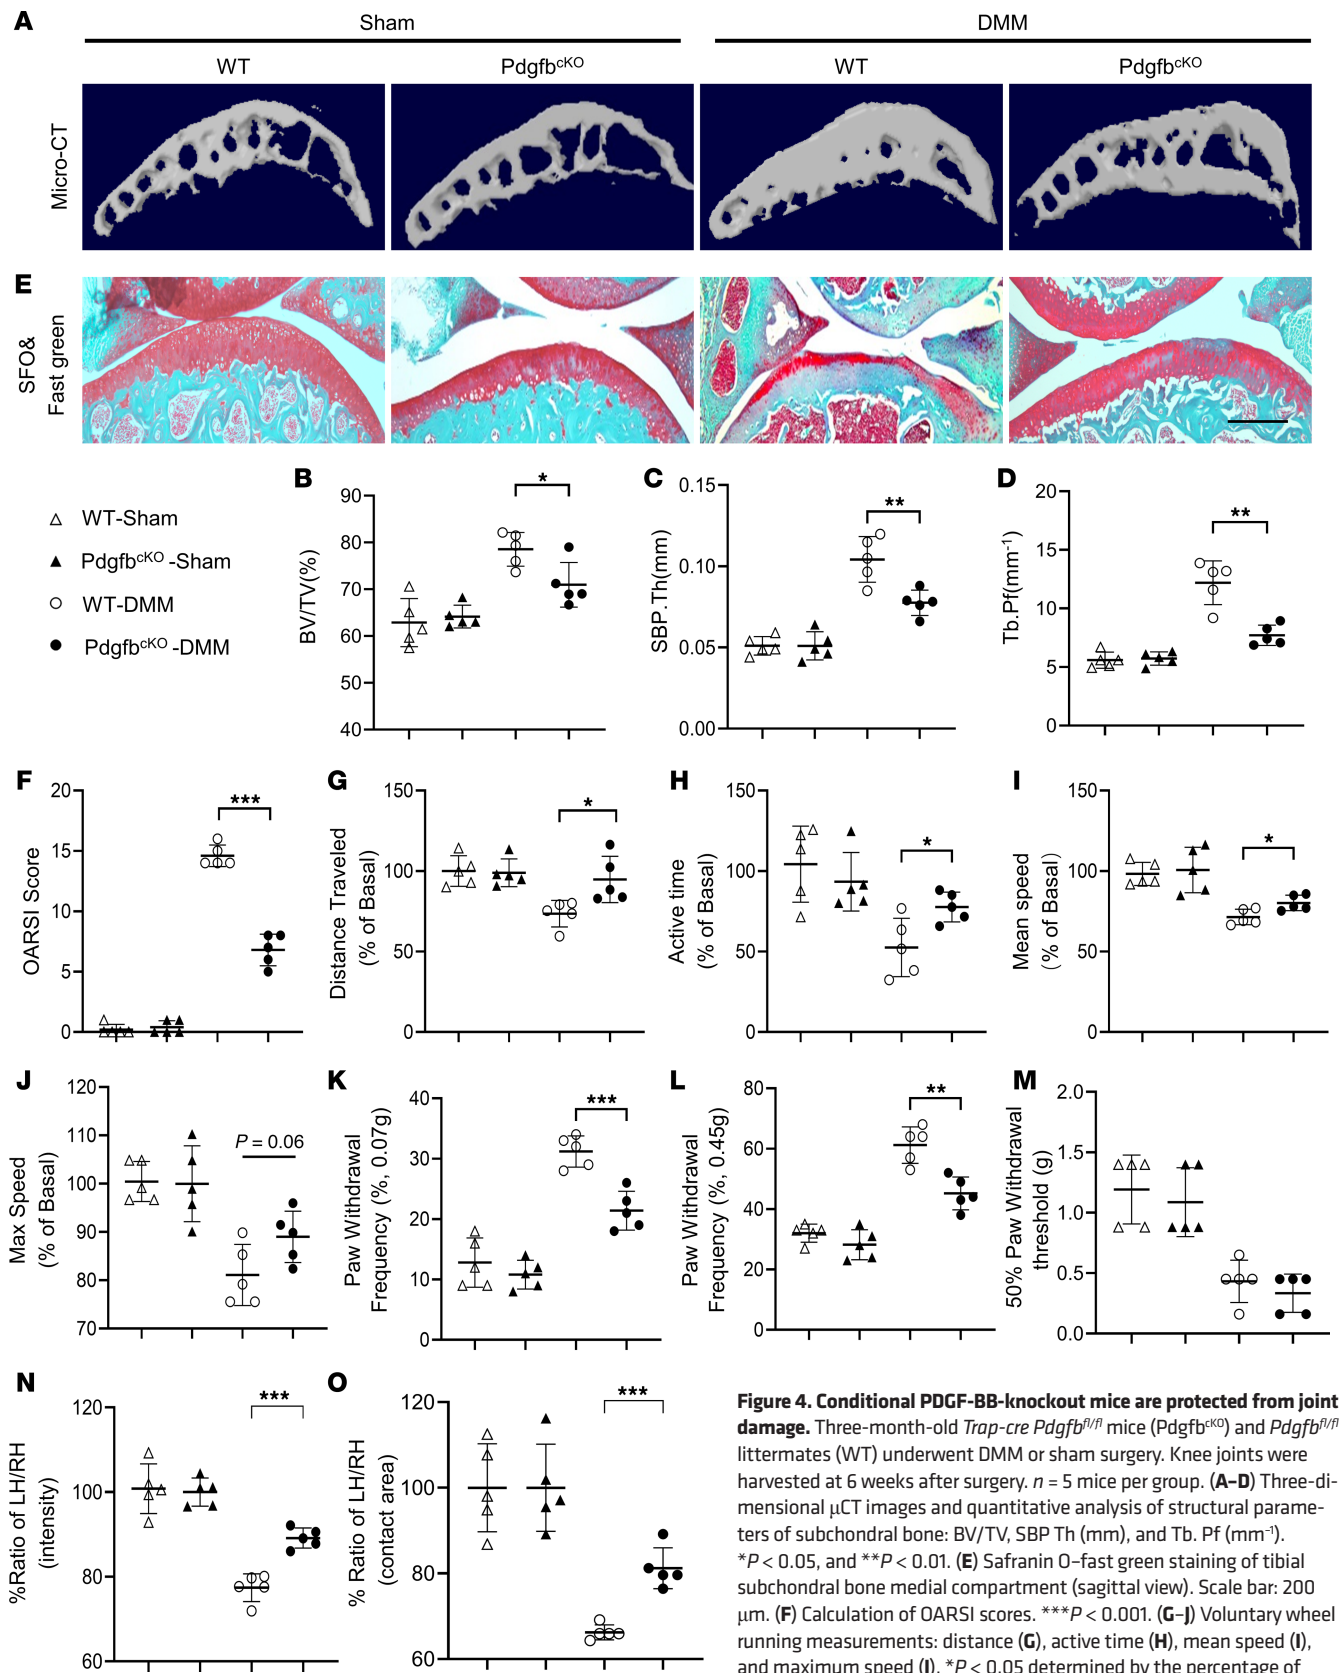 A
Sham
DMM
WT
Pdgfb^cKO
WT
Pdgfb^cKO
Micro-CT
E
SFO&
Fast green
△ WT-Sham
▲ Pdgfb^cKO -Sham
○ WT-DMM
● Pdgfb^cKO -DMM
B
BV/TV(%)
90
80
70
60
50
40
*
C
SBP.Th(mm)
0.15
0.10
0.05
0.00
**
D
Tb.Pf(mm⁻¹)
20
15
10
5
0
**
F
OARSI Score
20
15
10
5
0
***
G
Distance Traveled
(% of Basal)
150
100
50
0
*
H
Active time
(% of Basal)
150
100
50
0
*
I
Mean speed
(% of Basal)
150
100
50
0
*
J
Max Speed
(% of Basal)
120
110
100
90
80
70
P = 0.06
K
Paw Withdrawal
Frequency (%, 0.07g)
40
30
20
10
0
***
L
Paw Withdrawal
Frequency (%, 0.45g)
80
60
40
20
0
**
M
50% Paw Withdrawal
threshold (g)
2.0
1.5
1.0
0.5
0.0
N
%Ratio of LH/RH
(intensity)
120
100
80
60
***
O
% Ratio of LH/RH
(contact area)
120
100
80
60
***
Figure 4. Conditional PDGF-BB-knockout mice are protected from joint
damage. Three-month-old Trap-cre Pdgfb^fl/fl mice (Pdgfb^cKO) and Pdgfb^fl/fl
littermates (WT) underwent DMM or sham surgery. Knee joints were
harvested at 6 weeks after surgery. n = 5 mice per group. (A–D) Three-di-
mensional μCT images and quantitative analysis of structural parame-
ters of subchondral bone: BV/TV, SBP Th (mm), and Tb. Pf (mm⁻¹).
*P < 0.05, and **P < 0.01. (E) Safranin O–fast green staining of tibial
subchondral bone medial compartment (sagittal view). Scale bar: 200
μm. (F) Calculation of OARSI scores. ***P < 0.001. (G–J) Voluntary wheel
running measurements: distance (G), active time (H), mean speed (I),
and maximum speed (J). *P < 0.05 determined by the percentage of